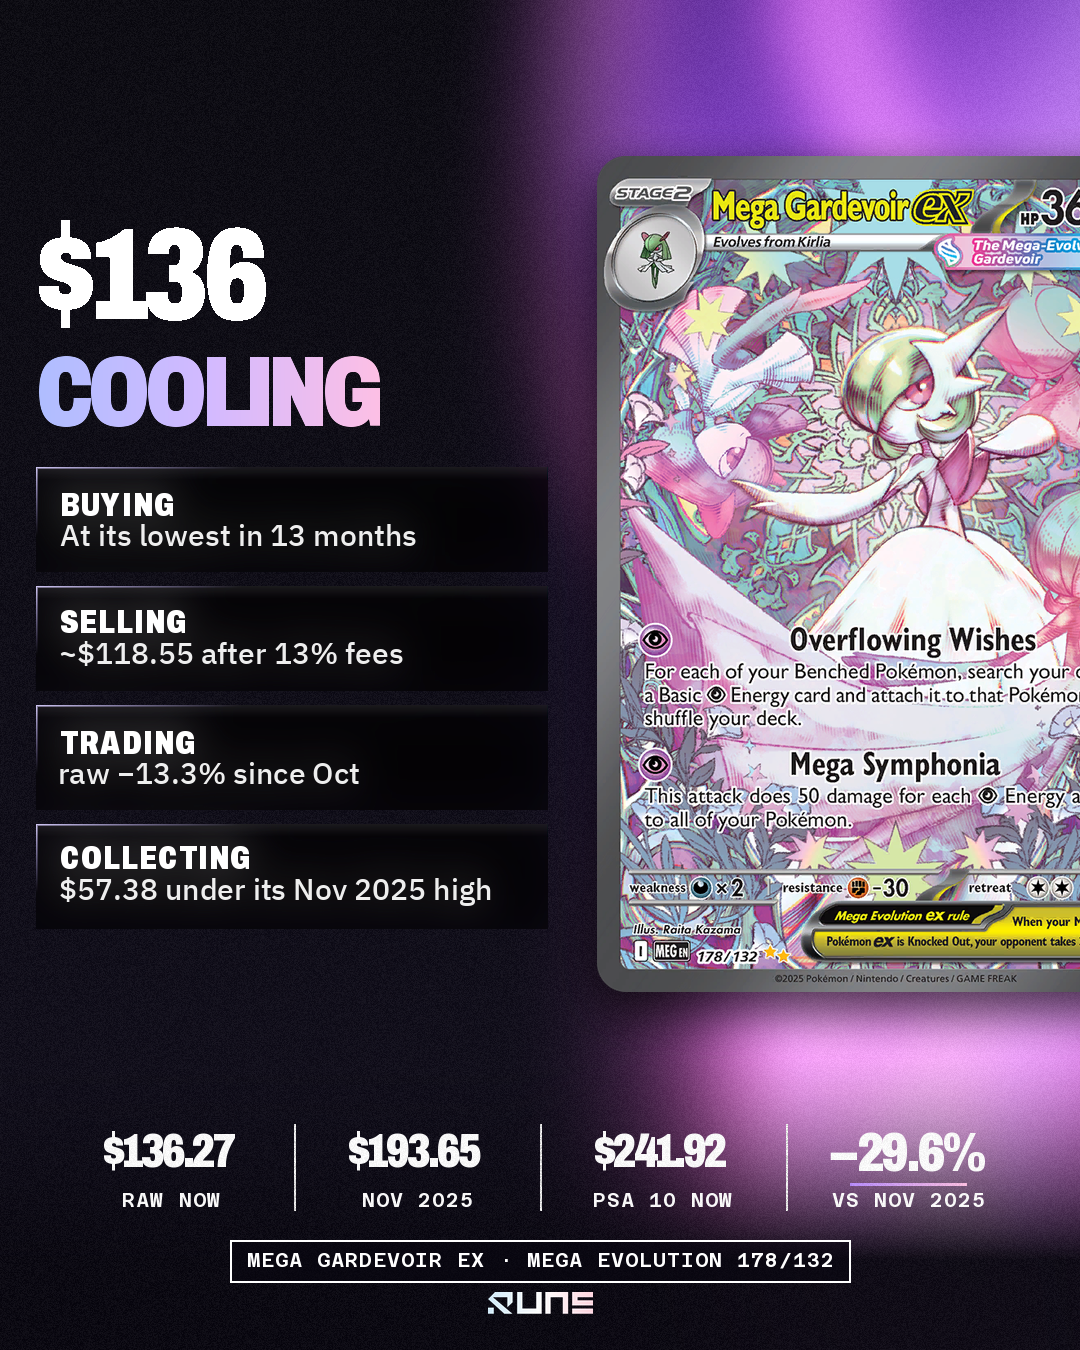 $136
COOLING
BUYING
At its lowest in 13 months
SELLING
~$118.55 after 13% fees
TRADING
raw −13.3% since Oct
COLLECTING
$57.38 under its Nov 2025 high
STAGE2
Mega Gardevoir ex
HP 36
Evolves from Kirlia
The Mega-Evolv
Gardevoir
Overflowing Wishes
For each of your Benched Pokémon, search your d
a Basic Energy card and attach it to that Pokémon
shuffle your deck.
Mega Symphonia
This attack does 50 damage for each Energy a
to all of your Pokémon.
weakness ×2 resistance -30 retreat
Mega Evolution ex rule
When your M
Pokémon ex is Knocked Out, your opponent takes
Illus. Raita Kazama
I MEG EN 178/132
©2025 Pokémon / Nintendo / Creatures / GAME FREAK
$136.27
RAW NOW
$193.65
NOV 2025
$241.92
PSA 10 NOW
−29.6%
VS NOV 2025
MEGA GARDEVOIR EX · MEGA EVOLUTION 178/132
RUNE